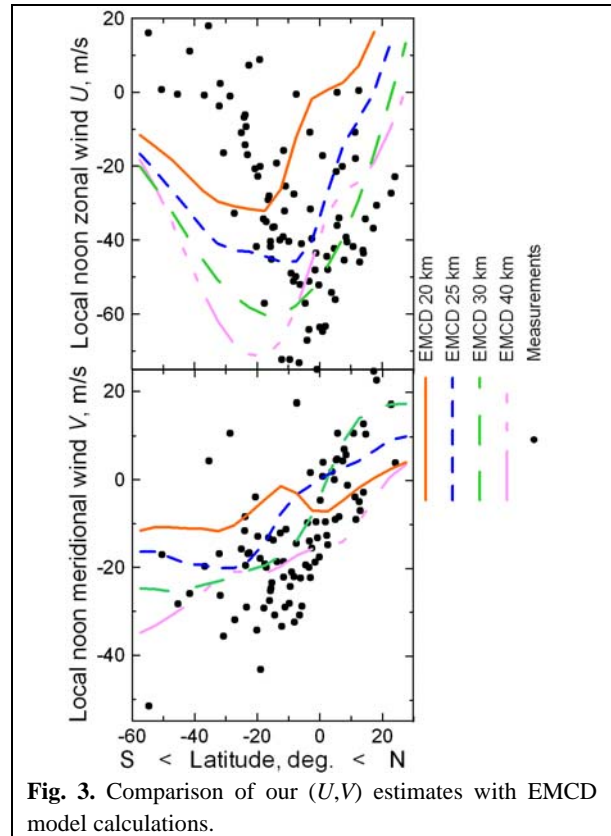 Local noon zonal wind U, m/s
20
0
-20
-40
-60
Local noon meridional wind V, m/s
20
0
-20
-40
-60 -40 -20 0 20
S < Latitude, deg. < N
EMCD 20 km
EMCD 25 km
EMCD 30 km
EMCD 40 km
Measurements
Fig. 3. Comparison of our (U,V) estimates with EMCD
model calculations.